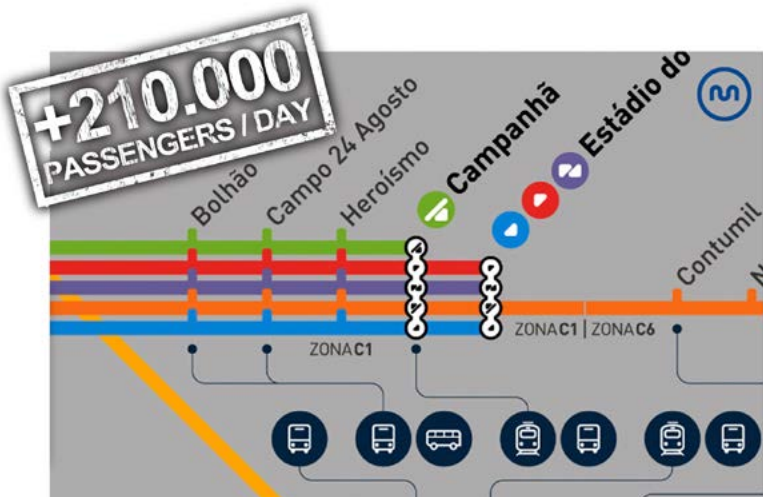 +210.000
PASSENGERS / DAY
Bolhão
Campo 24 Agosto
Heroísmo
Campanhã
Estádio do
Contumil
ZONA C1
ZONA C1 | ZONA C6